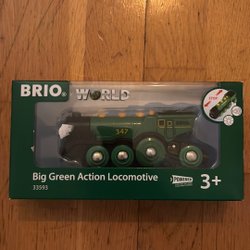 BRIO WORLD
347
Big Green Action Locomotive
33593
3+